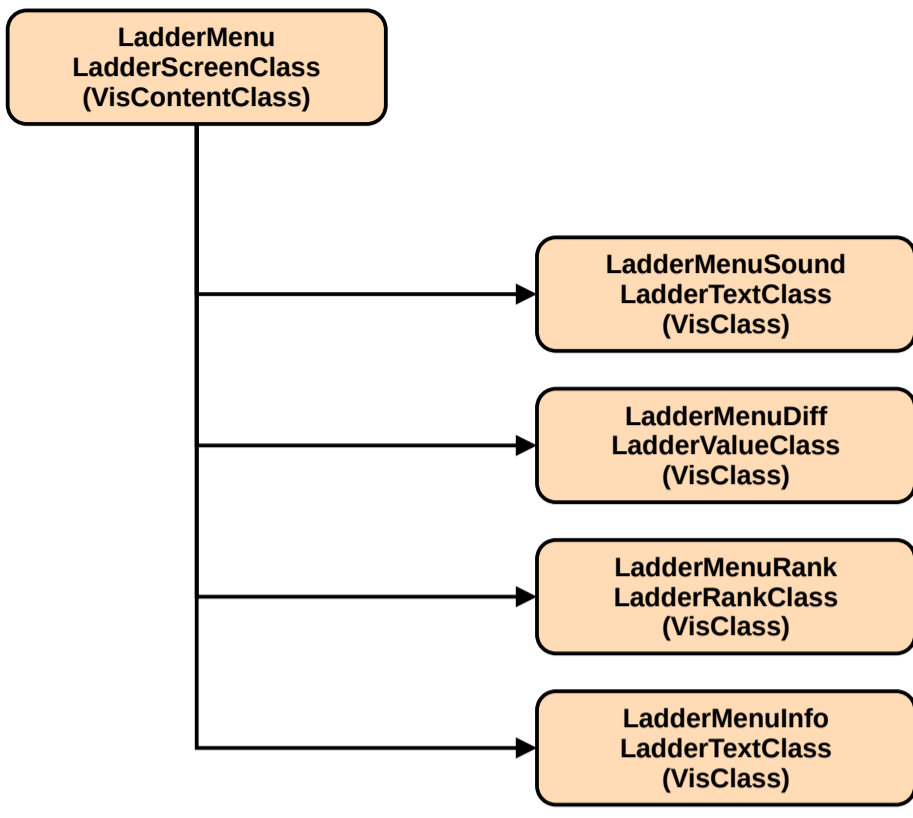 LadderMenu
LadderScreenClass
(VisContentClass)
LadderMenuSound
LadderTextClass
(VisClass)
LadderMenuDiff
LadderValueClass
(VisClass)
LadderMenuRank
LadderRankClass
(VisClass)
LadderMenuInfo
LadderTextClass
(VisClass)